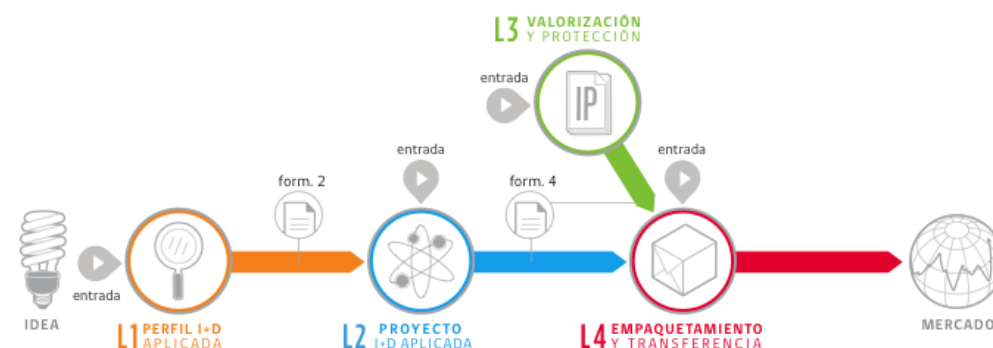 L3 VALORIZACIÓN
Y PROTECCIÓN
entrada
IP
entrada
entrada
form. 2
form. 4
entrada
IDEA
L1 PERFIL I+D
APLICADA
L2 PROYECTO
I+D APLICADA
L4 EMPAQUETAMIENTO
Y TRANSFERENCIA
MERCADO